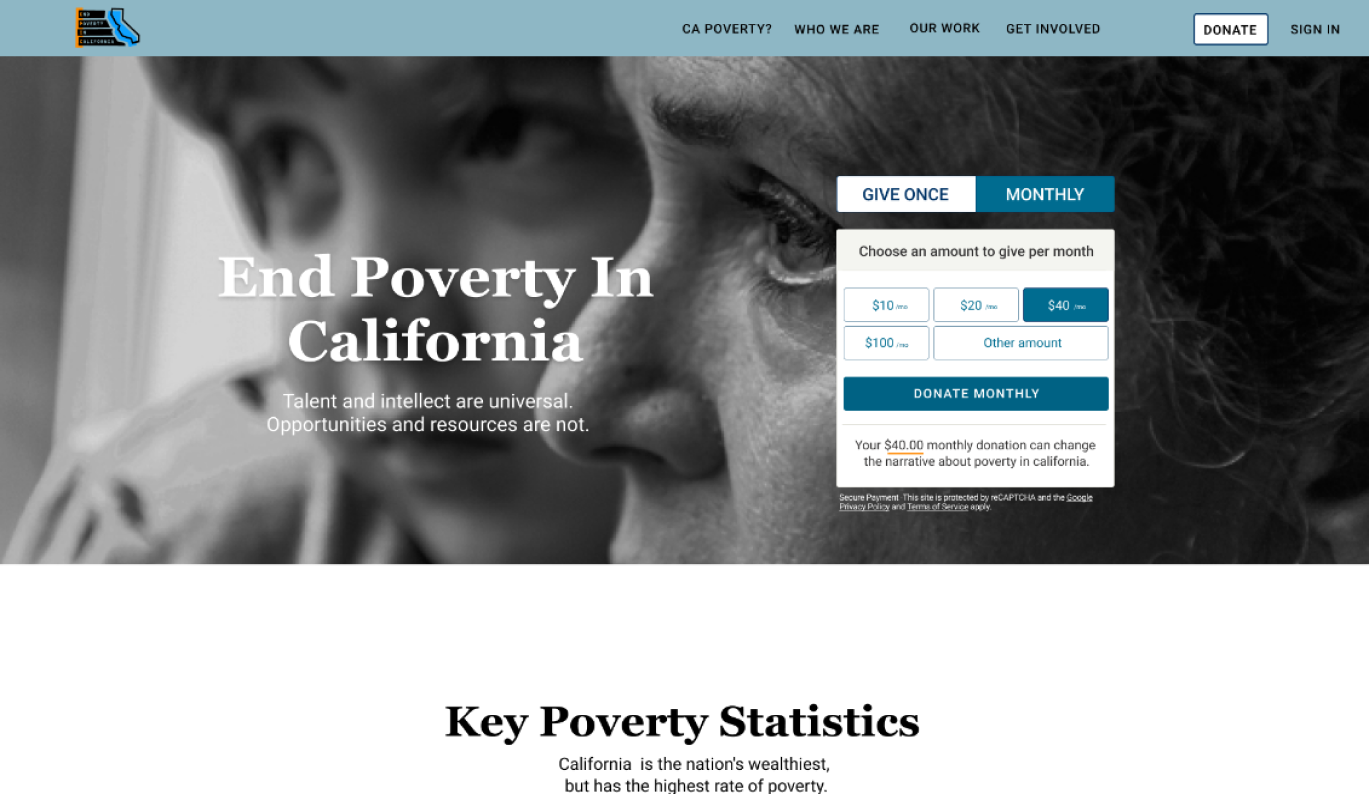 END
POVERTY
IN
CALIFORNIA
CA POVERTY?
WHO WE ARE
OUR WORK
GET INVOLVED
DONATE
SIGN IN
End Poverty In
California
Talent and intellect are universal.
Opportunities and resources are not.
GIVE ONCE
MONTHLY
Choose an amount to give per month
$10 /mo
$20 /mo
$40 /mo
$100 /mo
Other amount
DONATE MONTHLY
Your $40.00 monthly donation can change
the narrative about poverty in california.
Secure Payment This site is protected by reCAPTCHA and the Google
Privacy Policy and Terms of Service apply.
Key Poverty Statistics
California is the nation's wealthiest,
but has the highest rate of poverty.